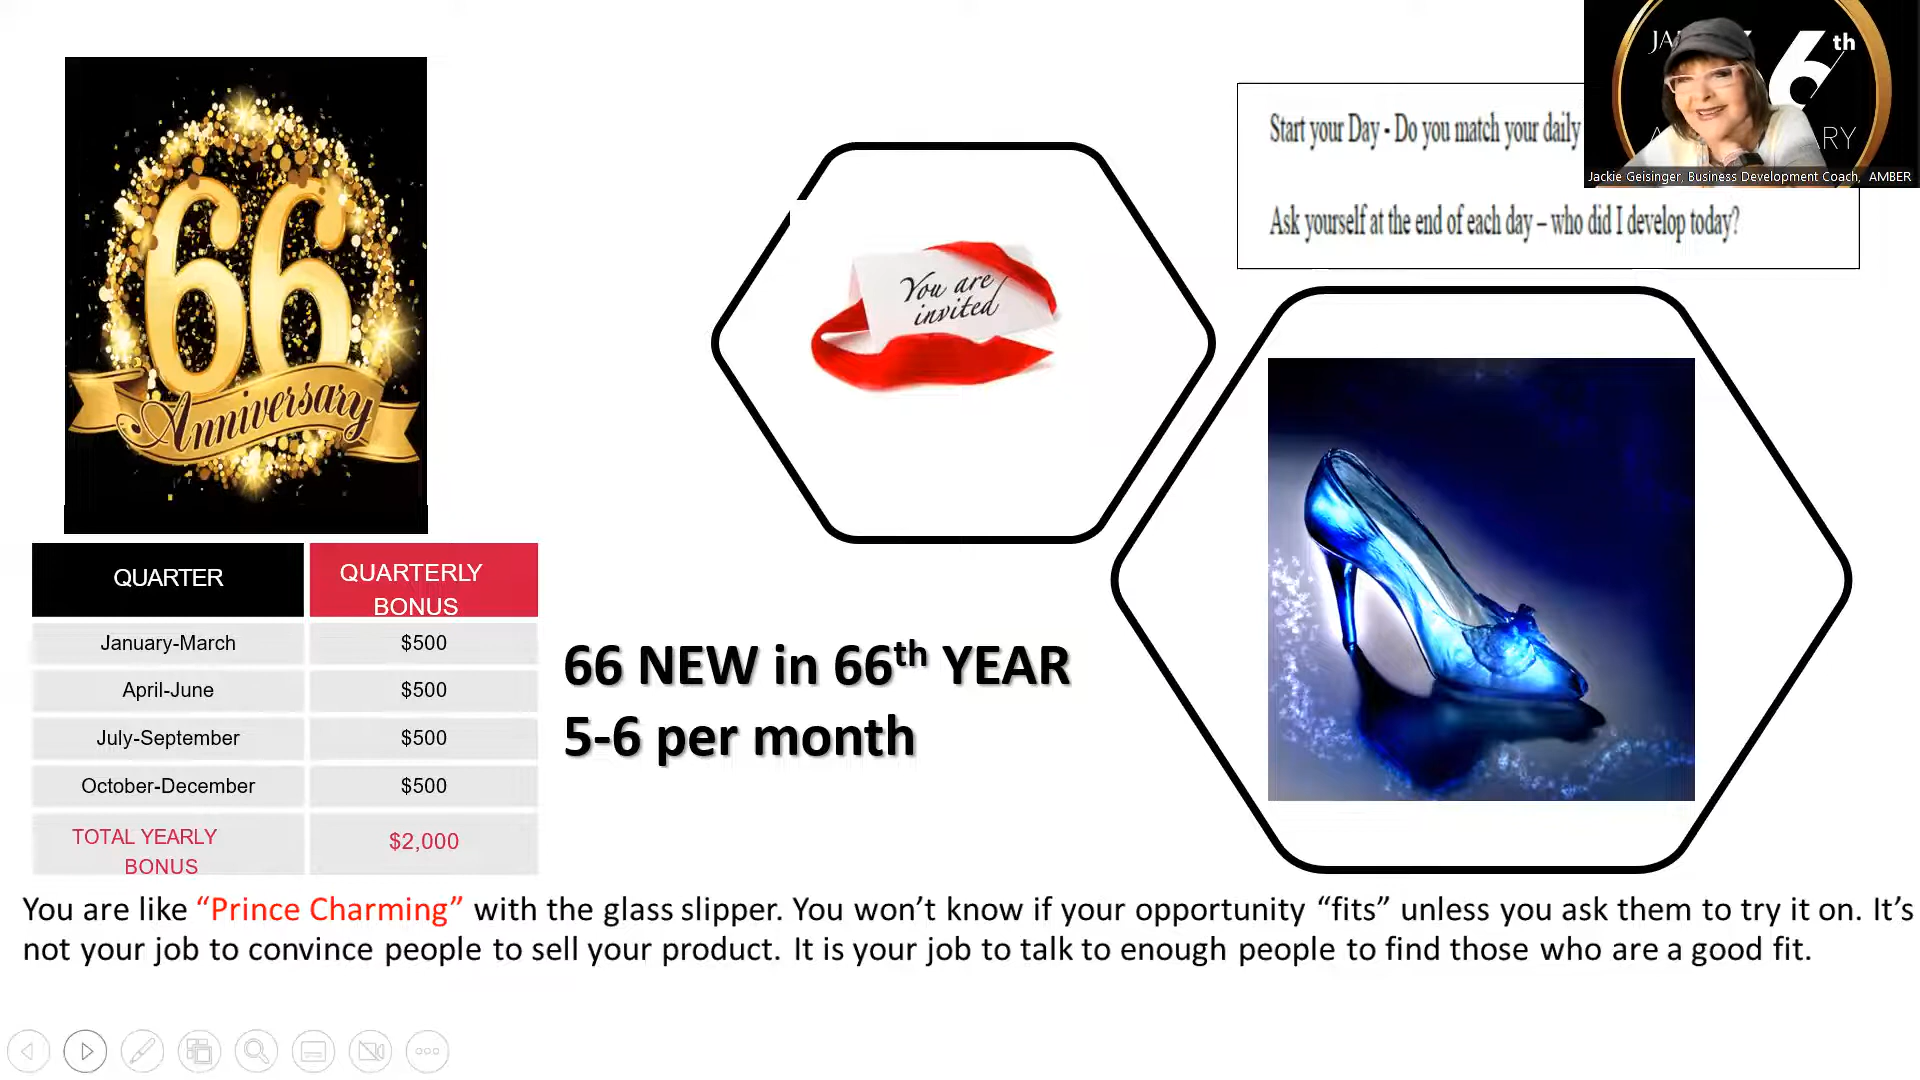 66
Anniversary
You are
invited
Start your Day - Do you match your daily
Ask yourself at the end of each day – who did I develop today?
JA
6th
A
ARY
Jackie Geisinger, Business Development Coach, AMBER
QUARTER
QUARTERLY
BONUS
January-March
$500
April-June
$500
July-September
$500
October-December
$500
TOTAL YEARLY
BONUS
$2,000
66 NEW in 66th YEAR
5-6 per month
You are like “Prince Charming” with the glass slipper. You won’t know if your opportunity “fits” unless you ask them to try it on. It’s
not your job to convince people to sell your product. It is your job to talk to enough people to find those who are a good fit.